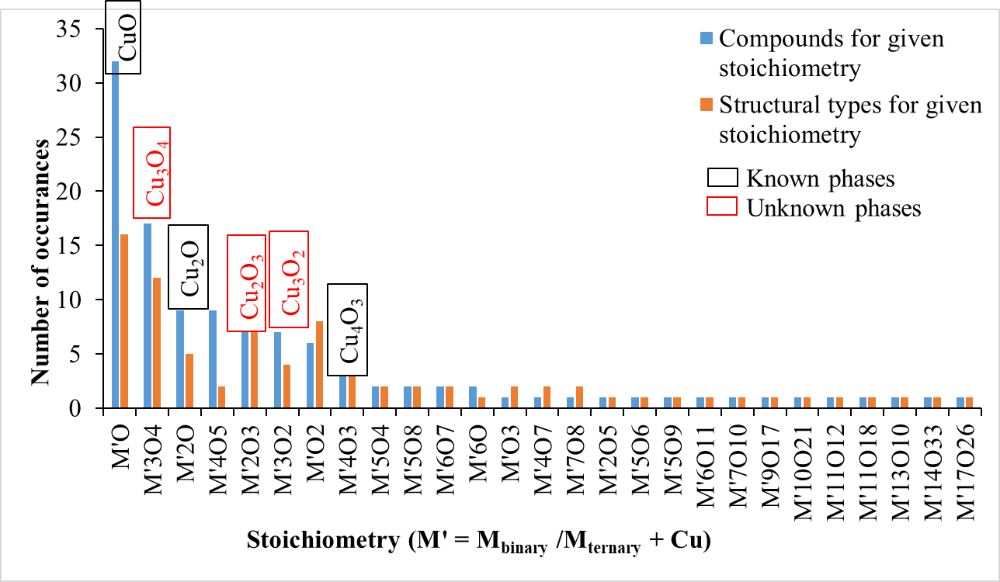 35
30
25
20
15
10
5
0
Number of occurances
CuO
Cu₃O₄
Cu₂O
Cu₂O₃
Cu₃O₂
Cu₄O₃
Compounds for given
stoichiometry
Structural types for given
stoichiometry
Known phases
Unknown phases
M'O
M'3O4
M'2O
M'4O5
M'2O3
M'3O2
M'O2
M'4O3
M'5O4
M'5O8
M'6O7
M'6O
M'O3
M'4O7
M'7O8
M'2O5
M'5O6
M'5O9
M'6O11
M'7O10
M'9O17
M'10O21
M'11O12
M'11O18
M'13O10
M'14O33
M'17O26
Stoichiometry (M' = Mbinary /Mternary + Cu)